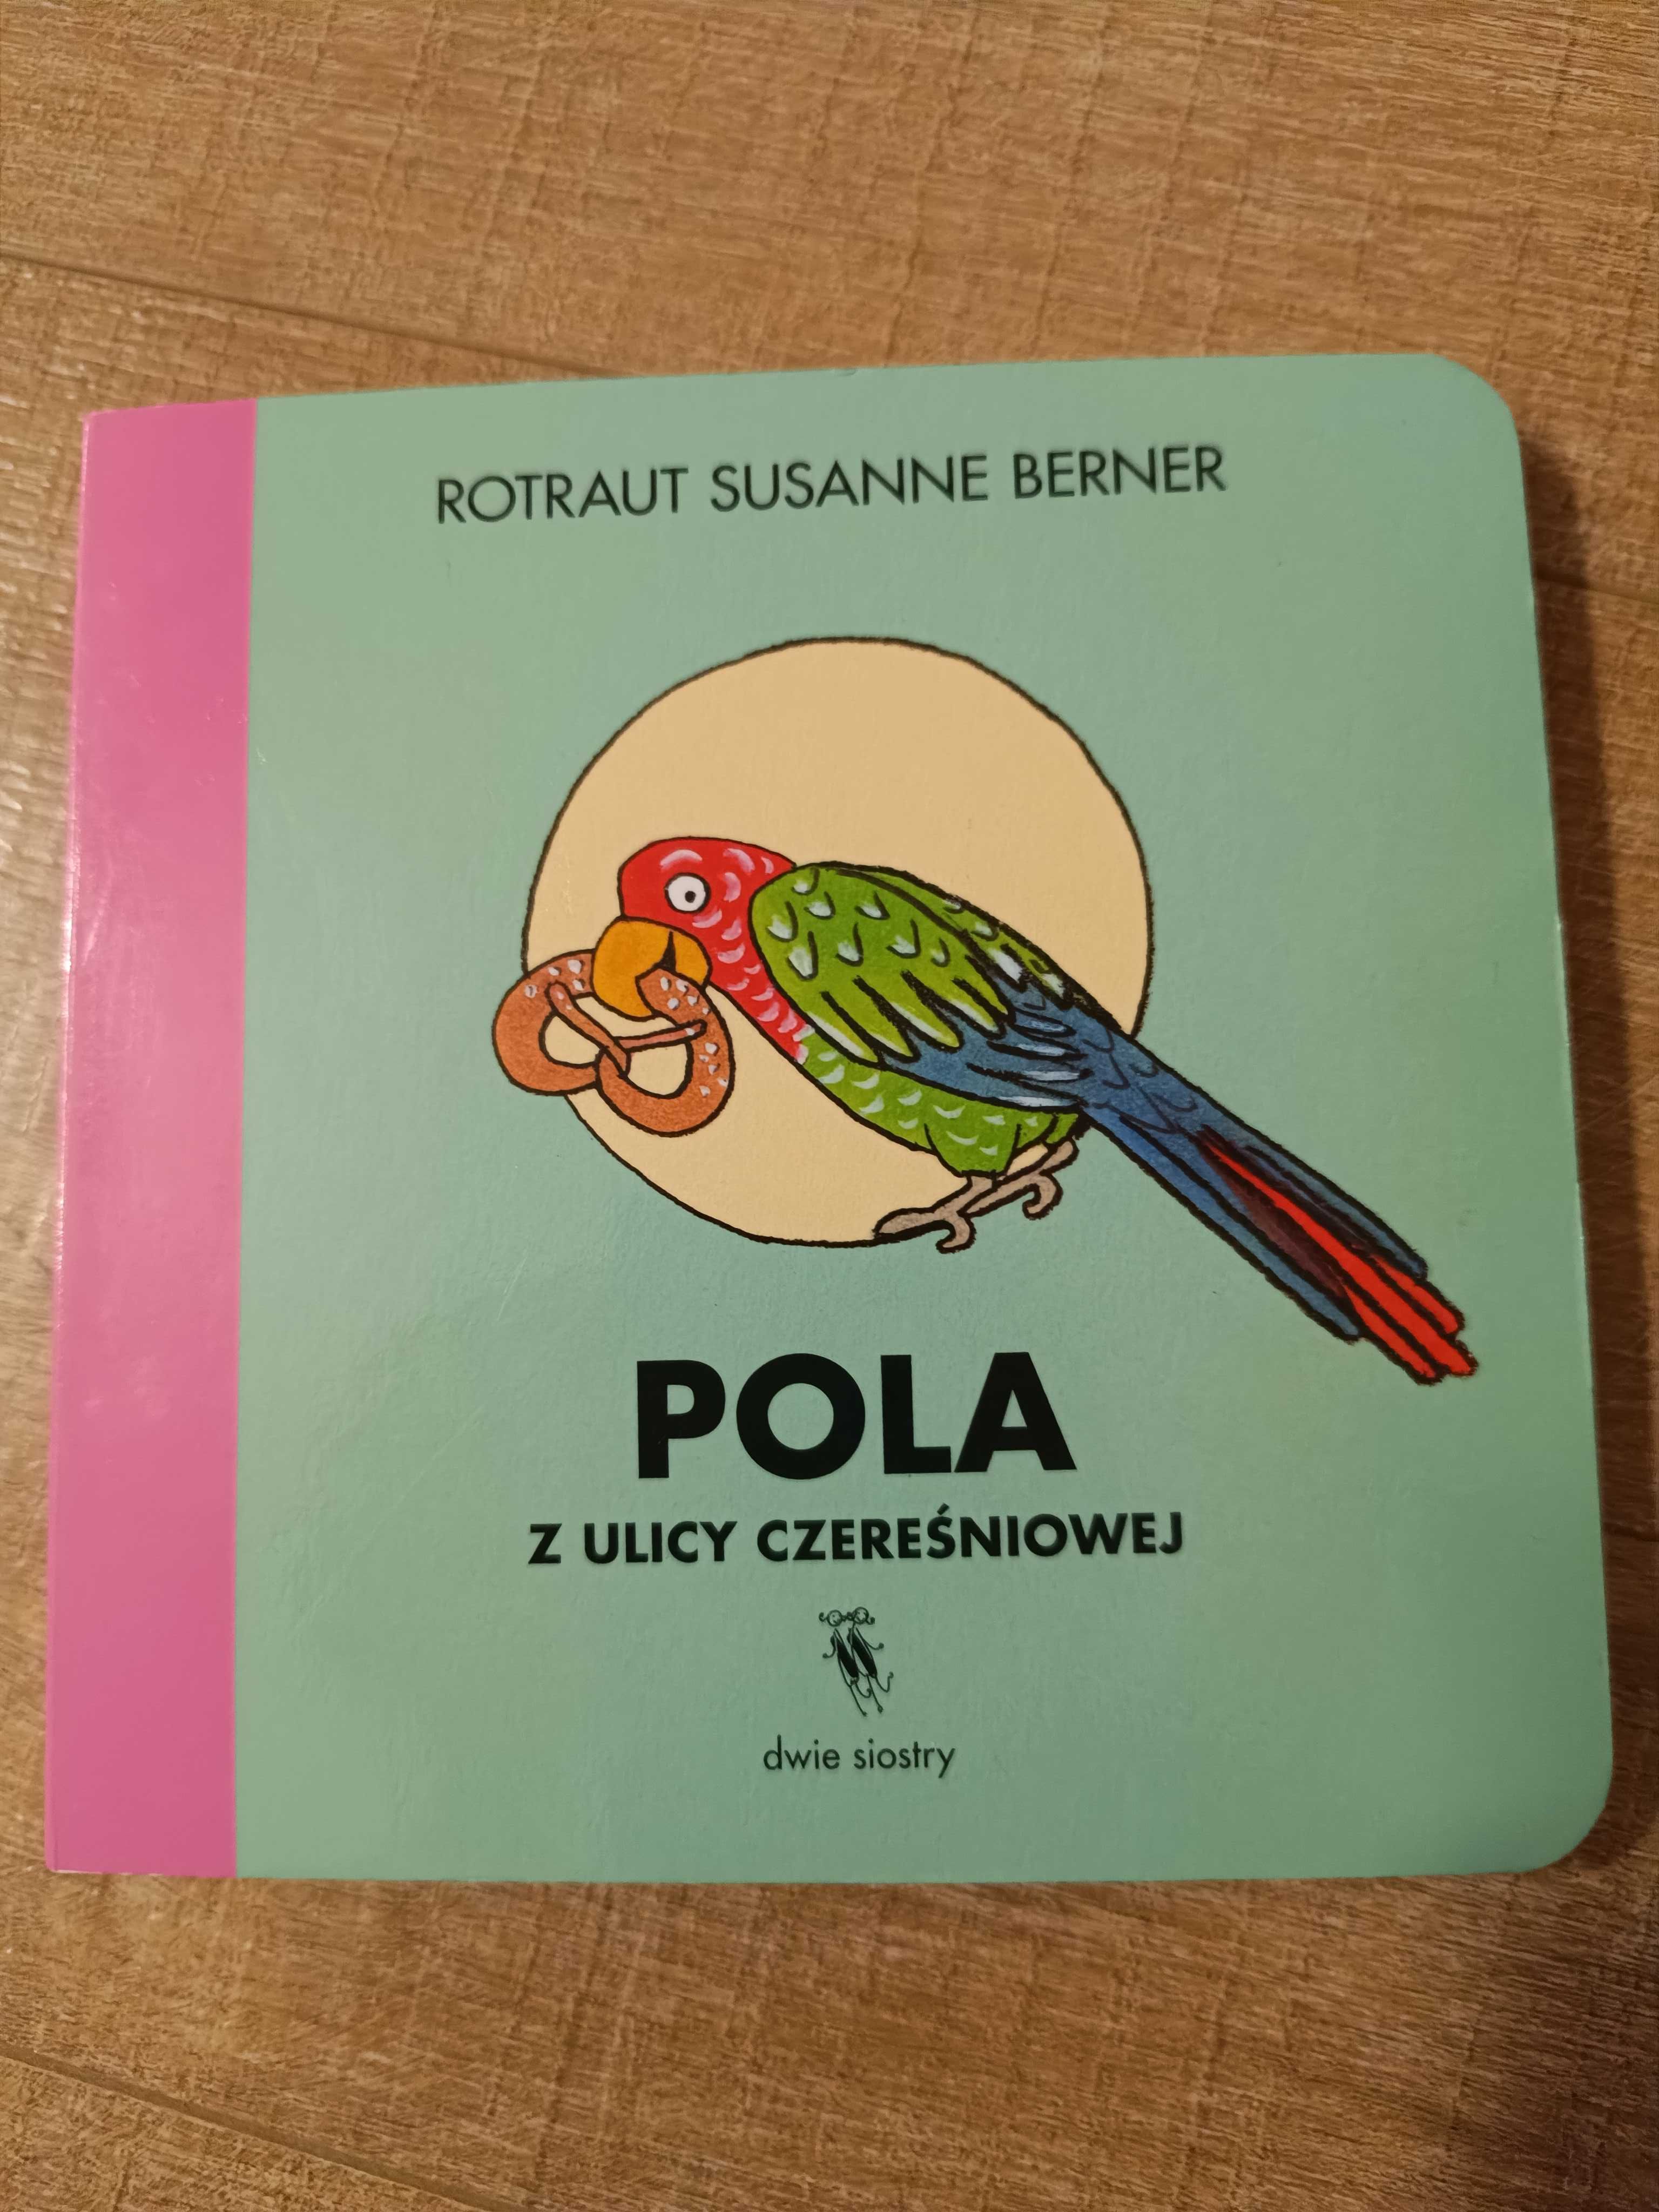 ROTRAUT SUSANNE BERNER
POLA
Z ULICY CZEREŚNIOWEJ
dwie siostry